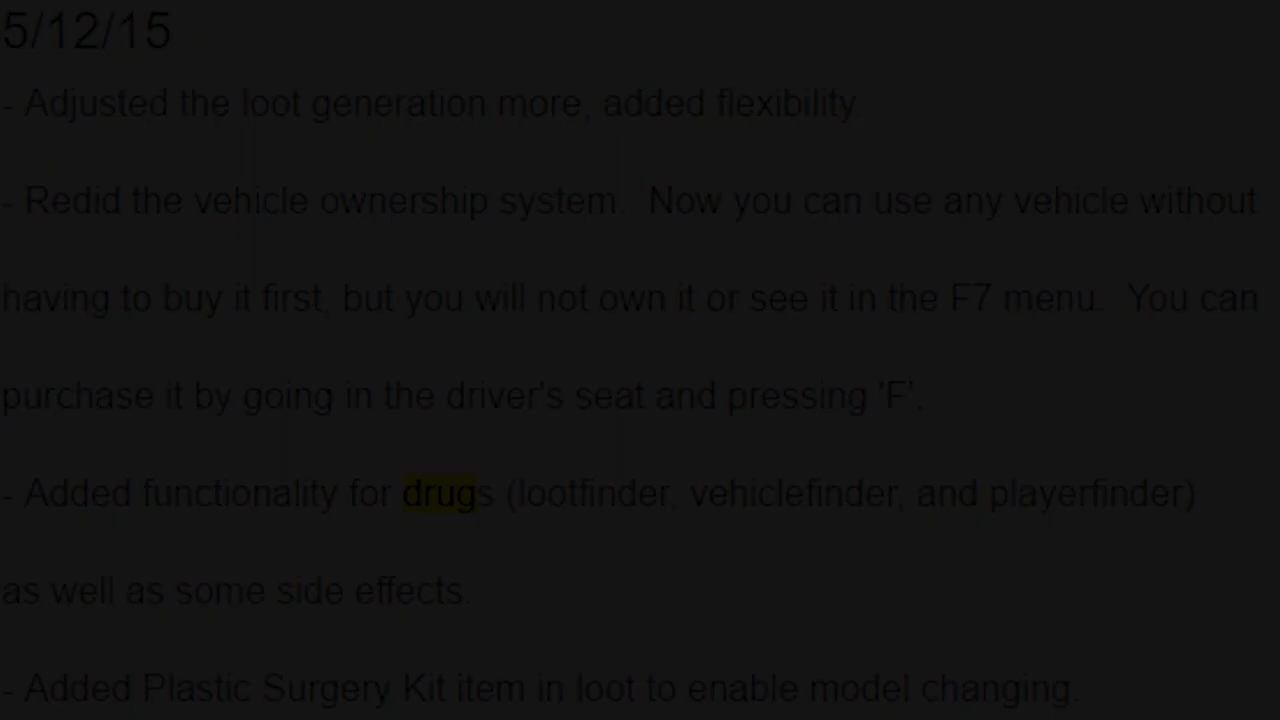 5/12/15
- Adjusted the loot generation more, added flexibility.
- Redid the vehicle ownership system.  Now you can use any vehicle without
having to buy it first, but you will not own it or see it in the F7 menu.  You can
purchase it by going in the driver's seat and pressing 'F'.
- Added functionality for drugs (lootfinder, vehiclefinder, and playerfinder)
as well as some side effects.
- Added Plastic Surgery Kit item in loot to enable model changing.